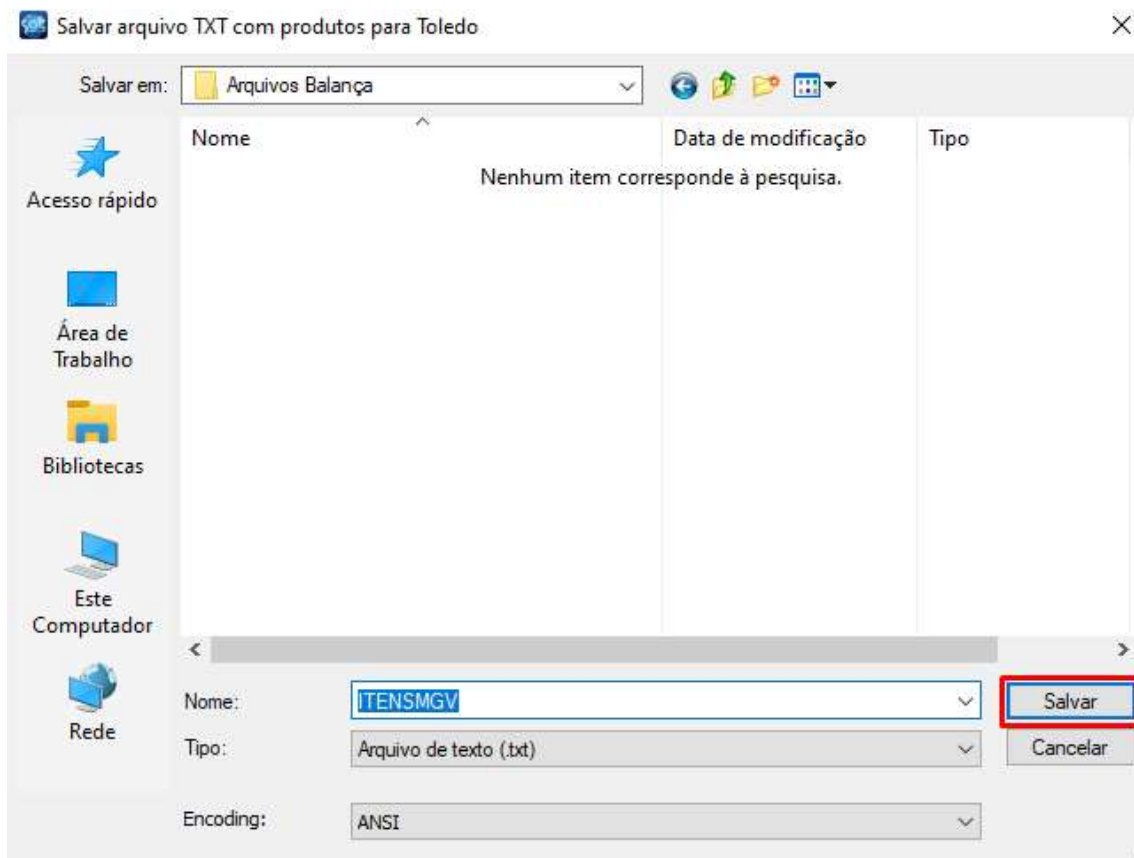 Salvar arquivo TXT com produtos para Toledo
Salvar em:
Arquivos Balança
Nome
Data de modificação
Tipo
Nenhum item corresponde à pesquisa.
Acesso rápido
Área de
Trabalho
Bibliotecas
Este
Computador
Rede
Nome:
ITENSMGV
Salvar
Tipo:
Arquivo de texto (.txt)
Cancelar
Encoding:
ANSI